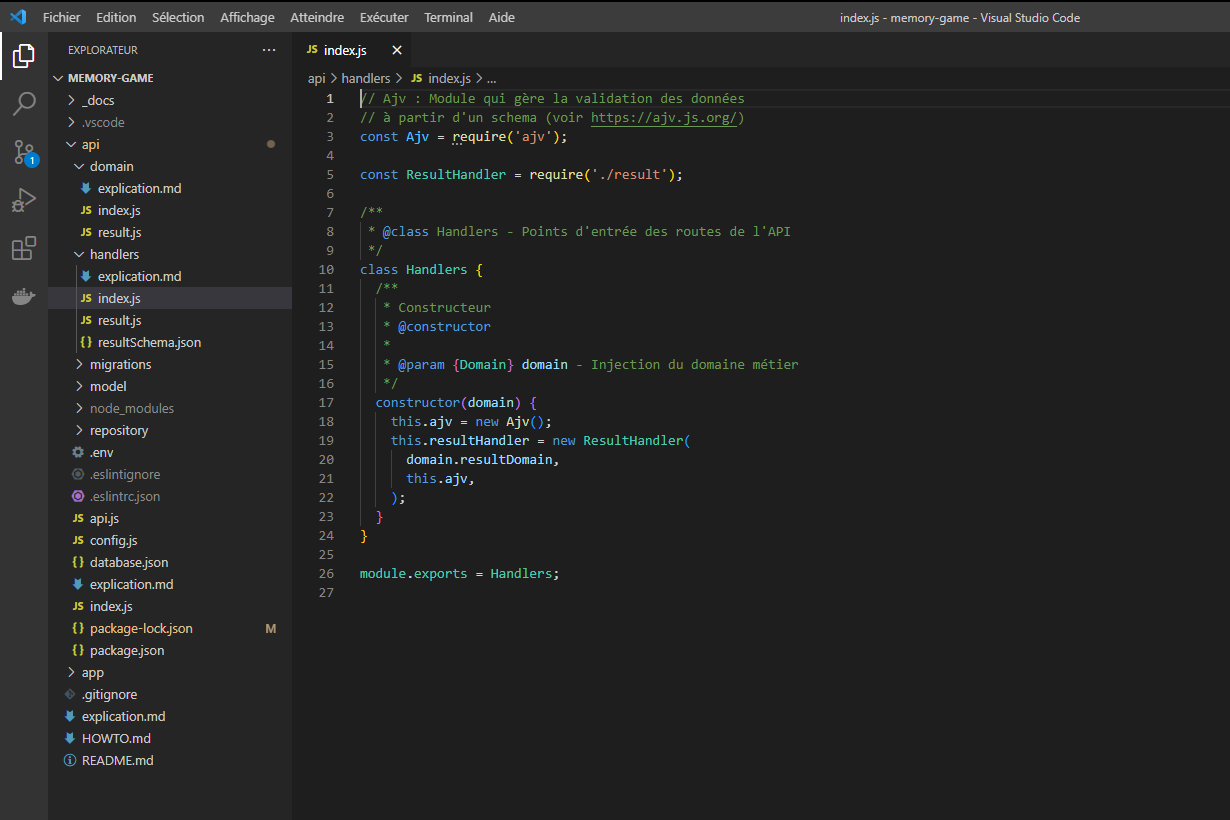 Fichier Edition Sélection Affichage Atteindre Exécuter Terminal Aide
index.js - memory-game - Visual Studio Code
EXPLORATEUR
MEMORY-GAME
_docs
.vscode
api
domain
explication.md
JS index.js
JS result.js
handlers
explication.md
JS index.js
JS result.js
{} resultSchema.json
migrations
model
node_modules
repository
.env
.eslintignore
.eslintrc.json
JS api.js
JS config.js
{} database.json
explication.md
JS index.js
{} package-lock.json M
{} package.json
app
.gitignore
explication.md
HOWTO.md
README.md
1
JS index.js
api > handlers > JS index.js > ...
1 // Ajv : Module qui gère la validation des données
2 // à partir d'un schema (voir https://ajv.js.org/)
3 const Ajv = require('ajv');
4
5 const ResultHandler = require('./result');
6
7 /**
8 * @class Handlers - Points d'entrée des routes de l'API
9 */
10 class Handlers {
11 /**
12 * Constructeur
13 * @constructor
14 *
15 * @param {Domain} domain - Injection du domaine métier
16 */
17 constructor(domain) {
18 this.ajv = new Ajv();
19 this.resultHandler = new ResultHandler(
20 domain.resultDomain,
21 this.ajv,
22 );
23 }
24 }
25
26 module.exports = Handlers;
27